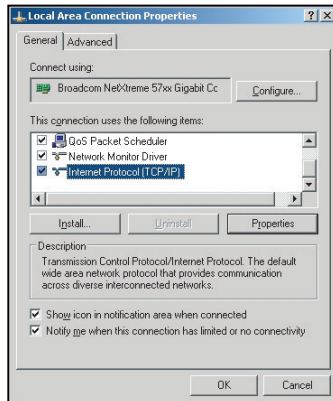 Local Area Connection Properties
General Advanced
Connect using:
Broadcom NetXtreme 57xx Gigabit Cc Configure...
This connection uses the following items:
QoS Packet Scheduler
Network Monitor Driver
Internet Protocol (TCP/IP)
Install... Uninstall Properties
Description
Transmission Control Protocol/Internet Protocol. The default
wide area network protocol that provides communication
across diverse interconnected networks.
Show icon in notification area when connected
Notify me when this connection has limited or no connectivity
OK Cancel